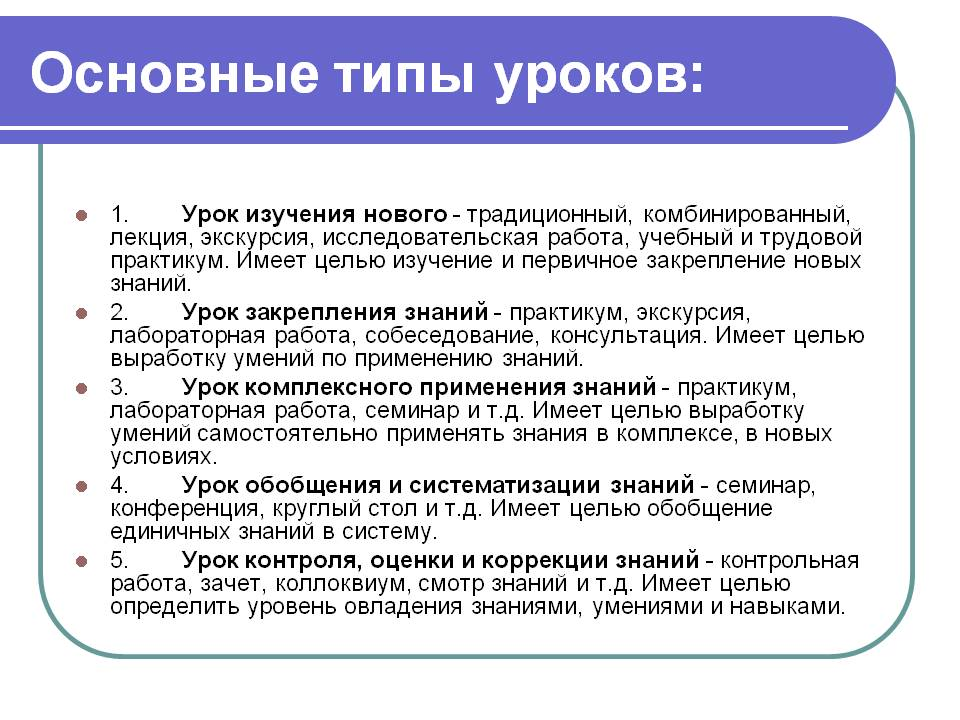 Основные типы уроков:
1. Урок изучения нового - традиционный, комбинированный,
лекция, экскурсия, исследовательская работа, учебный и трудовой
практикум. Имеет целью изучение и первичное закрепление новых
знаний.
2. Урок закрепления знаний - практикум, экскурсия,
лабораторная работа, собеседование, консультация. Имеет целью
выработку умений по применению знаний.
3. Урок комплексного применения знаний - практикум,
лабораторная работа, семинар и т.д. Имеет целью выработку
умений самостоятельно применять знания в комплексе, в новых
условиях.
4. Урок обобщения и систематизации знаний - семинар,
конференция, круглый стол и т.д. Имеет целью обобщение
единичных знаний в систему.
5. Урок контроля, оценки и коррекции знаний - контрольная
работа, зачет, коллоквиум, смотр знаний и т.д. Имеет целью
определить уровень овладения знаниями, умениями и навыками.